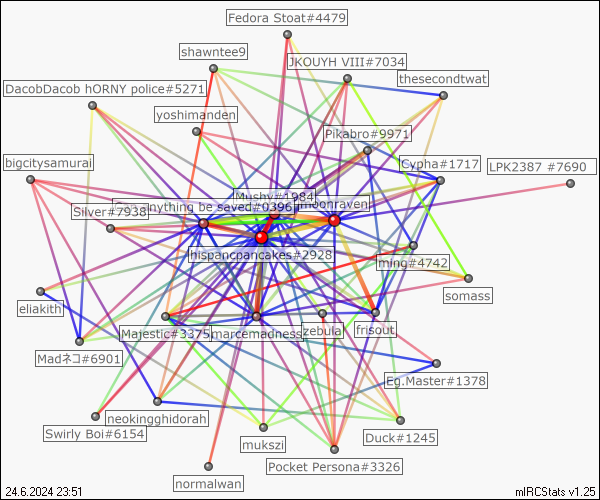 Fedora Stoat#4479
shawntee9
JKOUYH VIII#7034
thesecondtwat
DacobDacob hORNY police#5271
yoshimanden
Pikabro#9971
bigcitysamurai
Cypha#1717
LPK2387 #7690
Mushy#1984
anything be saved#0396
moonraven
Silver#7938
hispancpancakes#2928
ming#4742
somass
eliakith
Majestic#3375
marcemadness
zebula
frisout
Madネコ#6901
Eg.Master#1378
neokingghidorah
Swirly Boi#6154
Duck#1245
mukszi
Pocket Persona#3326
normalwan
24.6.2024 23:51
mIRCStats v1.25